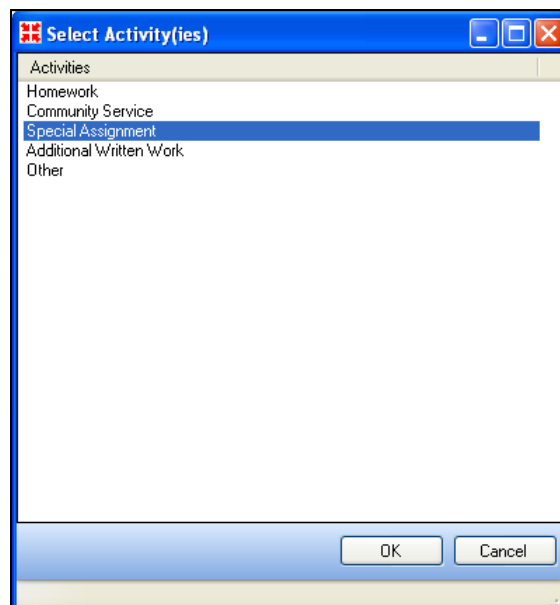 Select Activity(ies)
Activities
Homework
Community Service
Special Assignment
Additional Written Work
Other
OK
Cancel